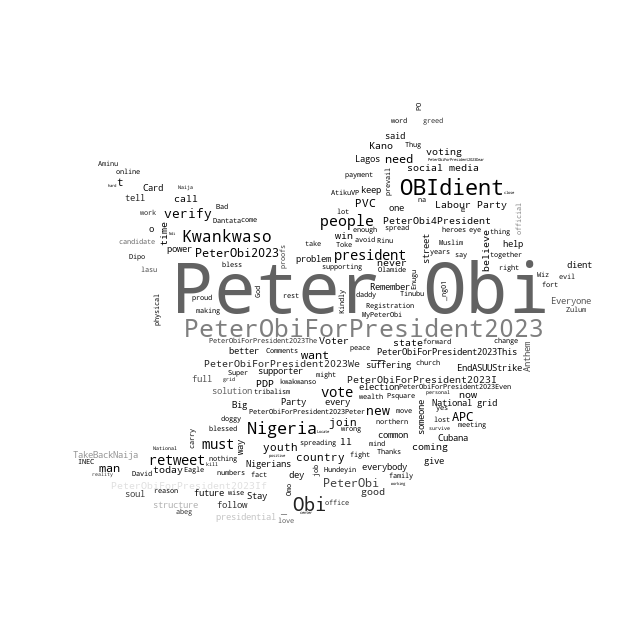 PO
word greed
said Thug
Kano voting
Aminu Lagos need PeterObiForPresident2023Gear
online payment prevail social media dient
t Card Naija AtikuVP keep OBIdient
tell call PVC one na Labour Party
work verify Bad lot people PeterObi4President official
o time Dantata come enough spread heroes eye thing
candidate Kwankwaso win avoid Rinu street Muslim believe help
power PeterObi2023 proofs take Toke president years say together
Dipo bless problem supporting Olamide right Wiz evil
lasu God Kindly Remember Enugu fort
physical proud rest daddy Tinubu _ng01 Everyone
making Peter Obi Registration Zulum
MyPeterObi
PeterObiForPresident2023
PeterObiForPresident2023The Voter state forward change
better Comments peace PeterObiForPresident2023This Anthem
PeterObiForPresident2023We want suffering church EndASUUStrike
full grid Super supporter might PeterObiForPresident2023I
solution PDP kwakwanso vote election PeterObiForPresident2023Even
tribalism wealth Psquare personal now
Big Party every new move someone yes National grid
doggy PeterObiForPresident2023Peter northern lost APC
carry blessed Nigeria join wrong common survive meeting
must way spreading ll mind Cubana
National youth positive fight Thanks coming
TakeBackNaija retweet nothing country everybody give
INEC man today Eagle kill Nigerians job Hundeyin
reality David numbers fact dey family
PeterObiForPresident2023If Omo PeterObi working
soul reason future wise Stay good
structure follow Obi office
abeg presidential
love